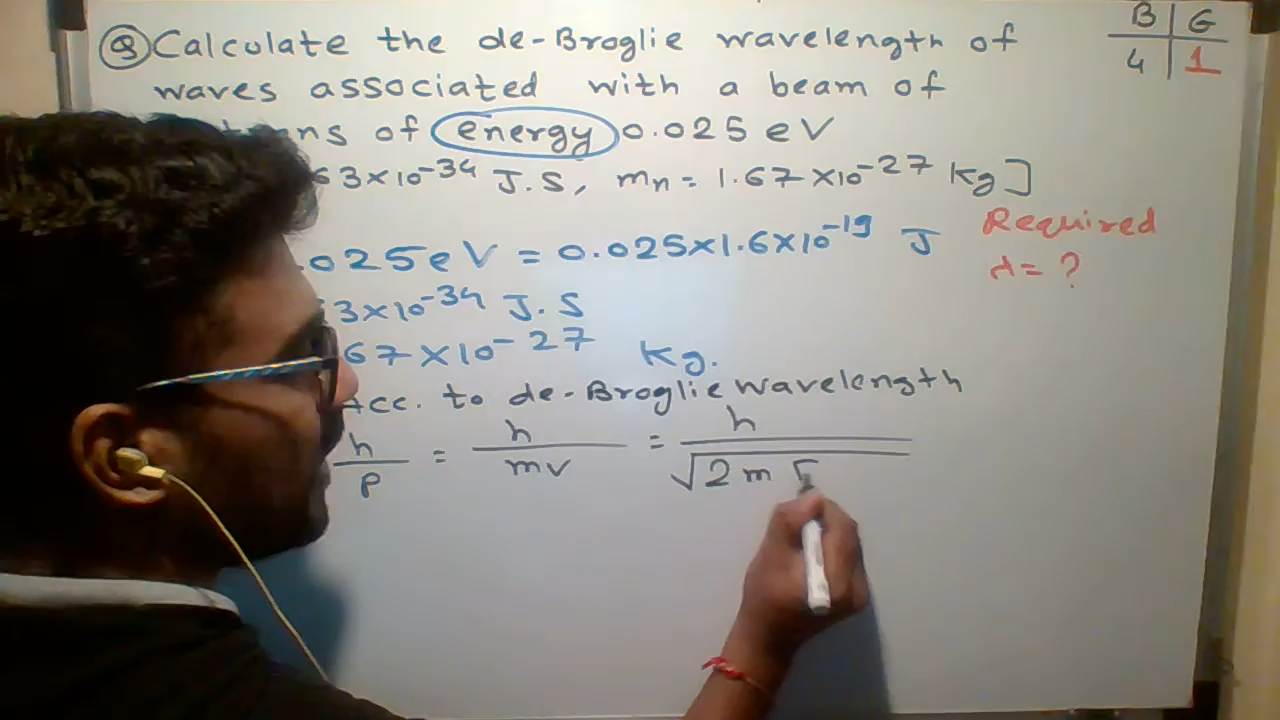 Q Calculate the de-Broglie wavelength of
waves associated with a beam of
of energy 0.025 eV
63×10⁻³⁴ J.S, mn = 1.67×10⁻²⁷ Kg]
.025 eV = 0.025×1.6×10⁻¹⁹ J
3×10⁻³⁴ J.S
67×10⁻²⁷ Kg.
Acc. to de-Broglie wavelength
h/p = h/mv = h/√2m
B G
4 1
Required
λ = ?